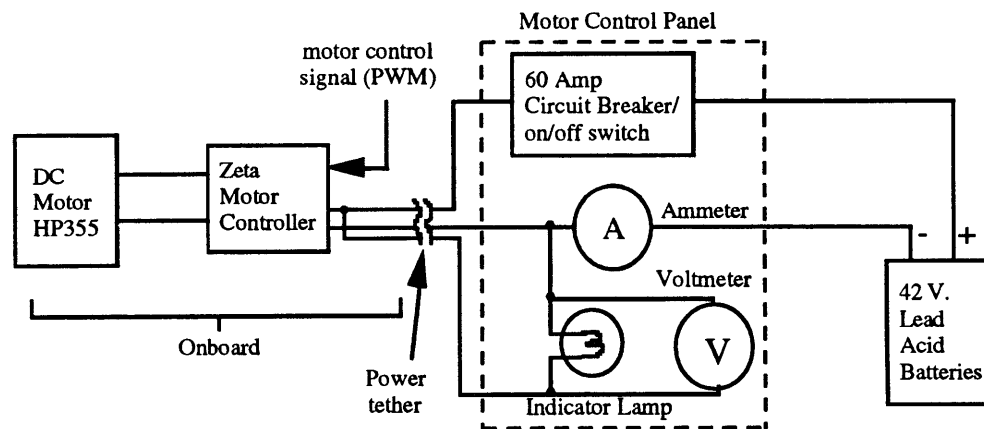 Motor Control Panel
motor control
signal (PWM)
60 Amp
Circuit Breaker/
on/off switch
DC
Motor
HP355
Zeta
Motor
Controller
A
Ammeter
- +
Voltmeter
V
42 V.
Lead
Acid
Batteries
Onboard
Power
tether
Indicator Lamp